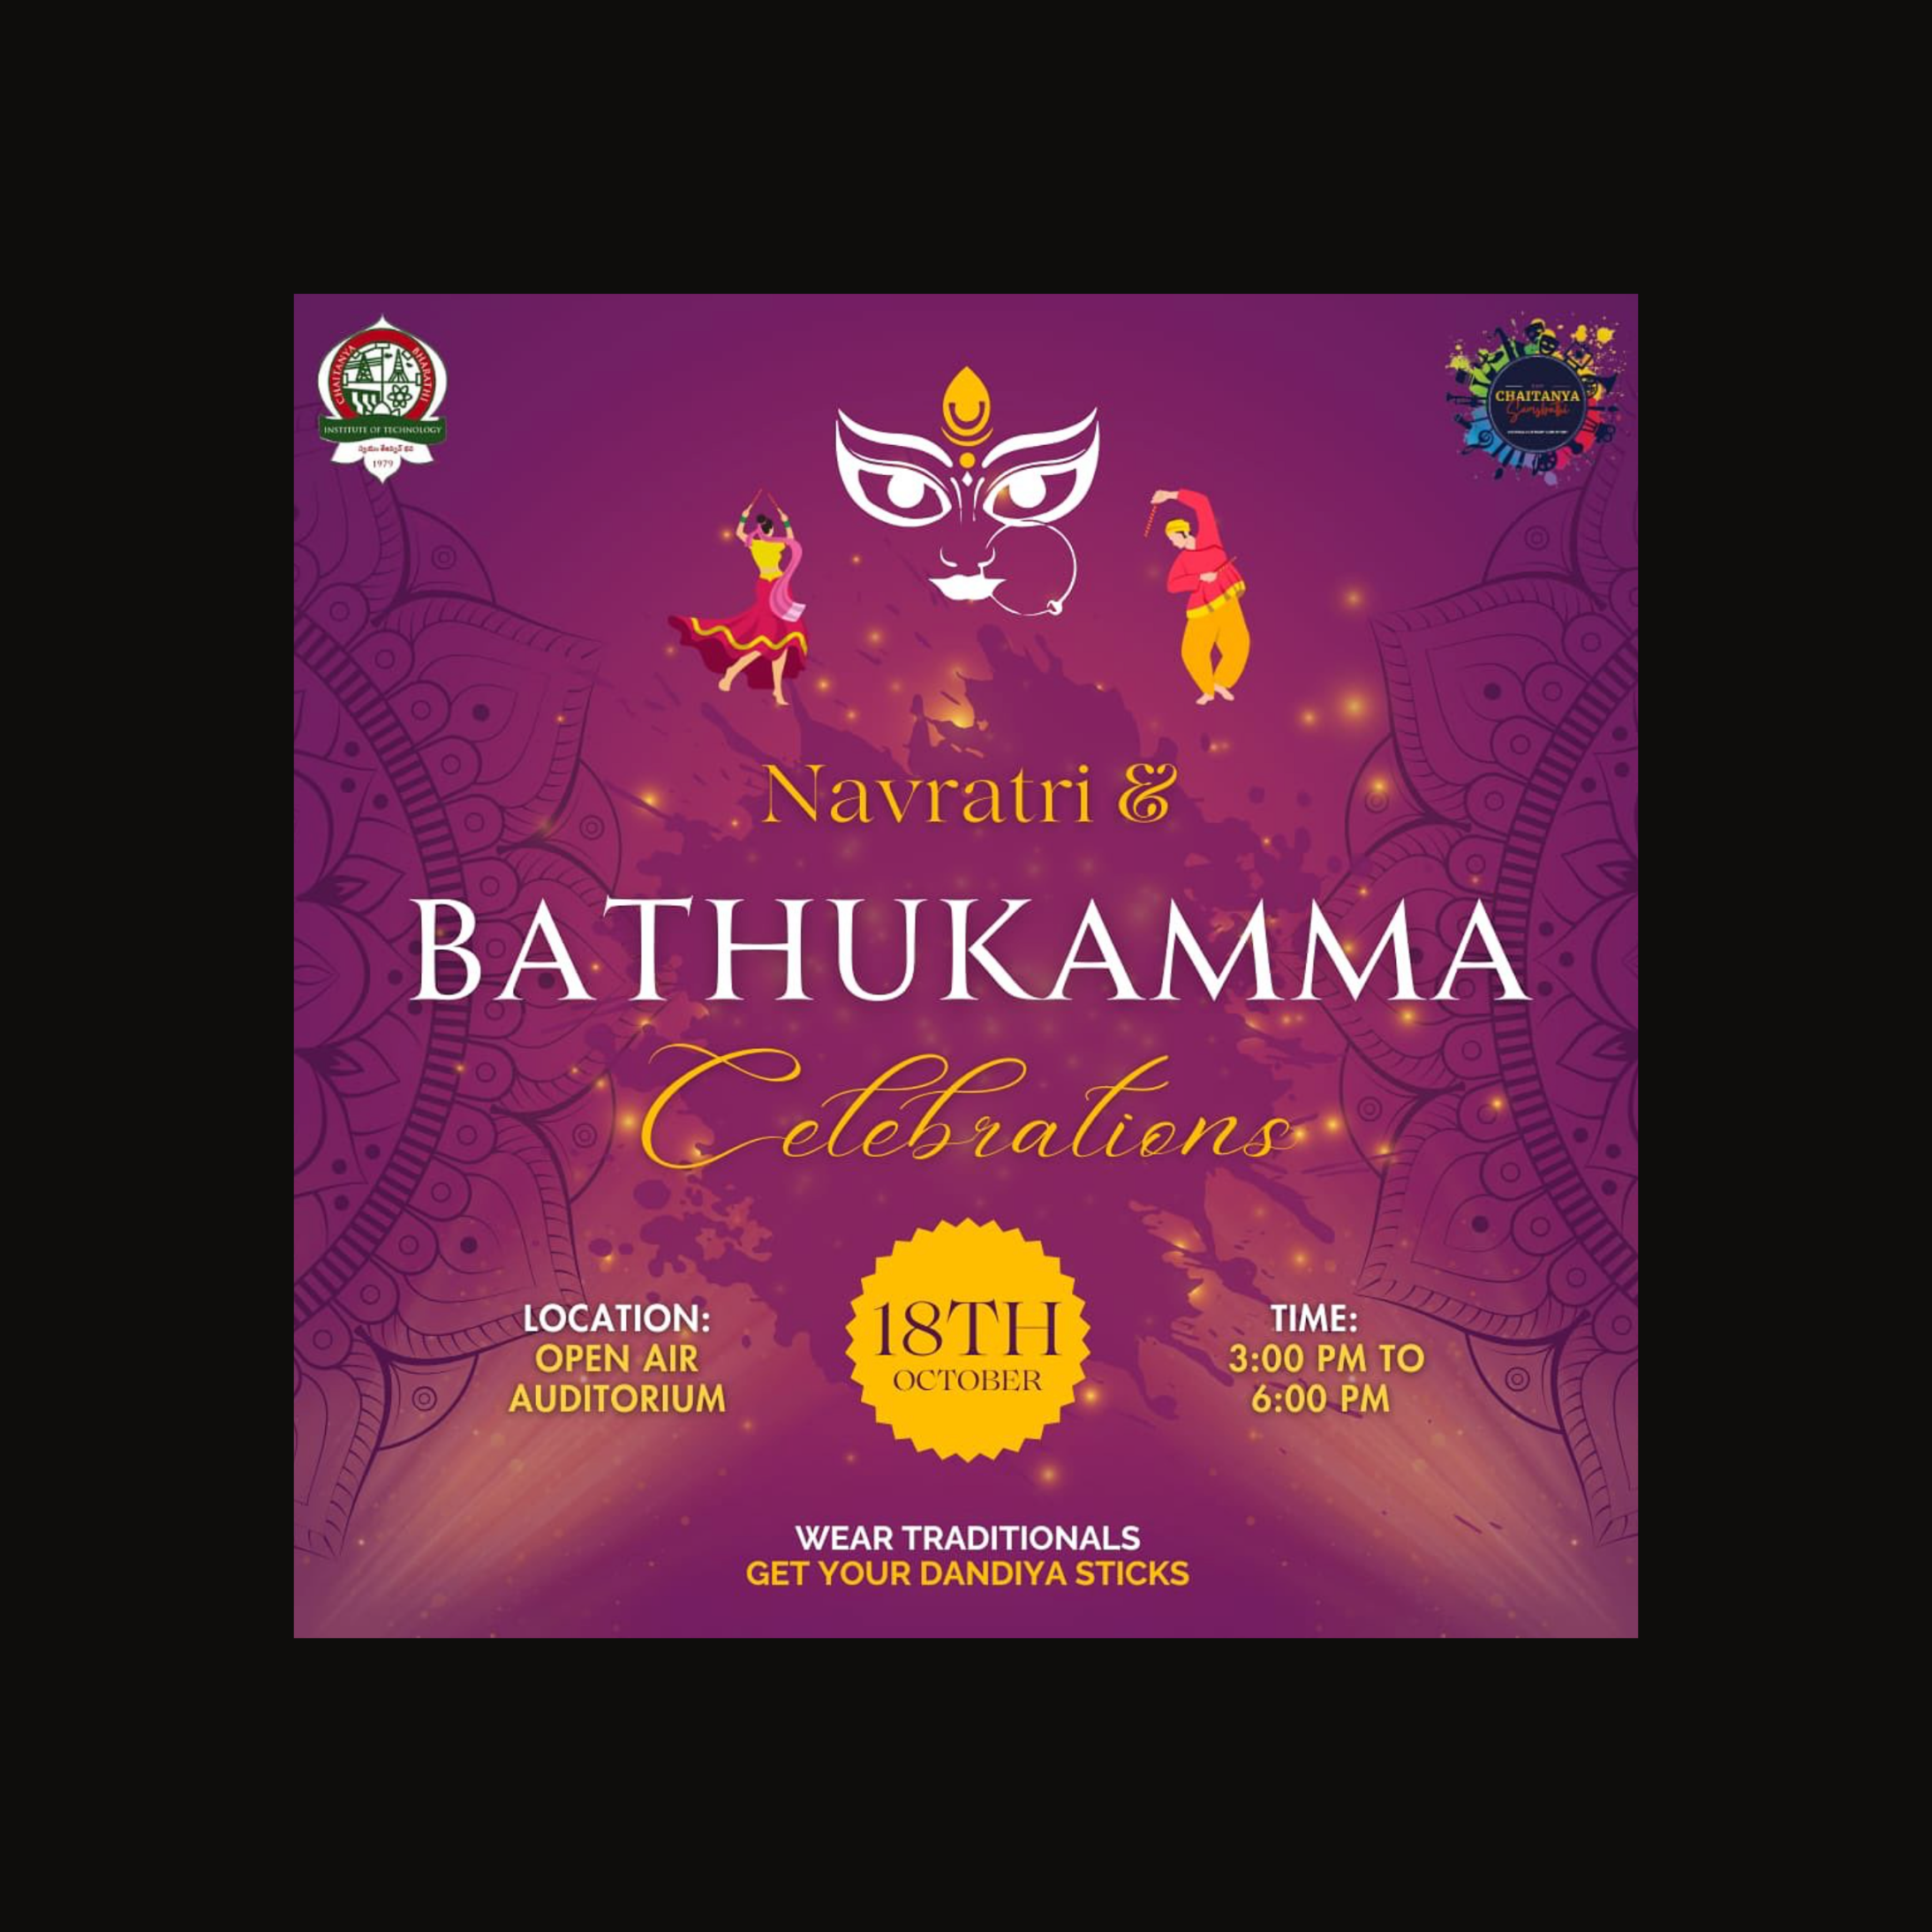 CHAITANYA BHARATHI
INSTITUTE OF TECHNOLOGY
1979
CHAITANYA
Navratri &
BATHUKAMMA
Celebrations
LOCATION:
OPEN AIR
AUDITORIUM
18TH
OCTOBER
TIME:
3:00 PM TO
6:00 PM
WEAR TRADITIONALS
GET YOUR DANDIYA STICKS